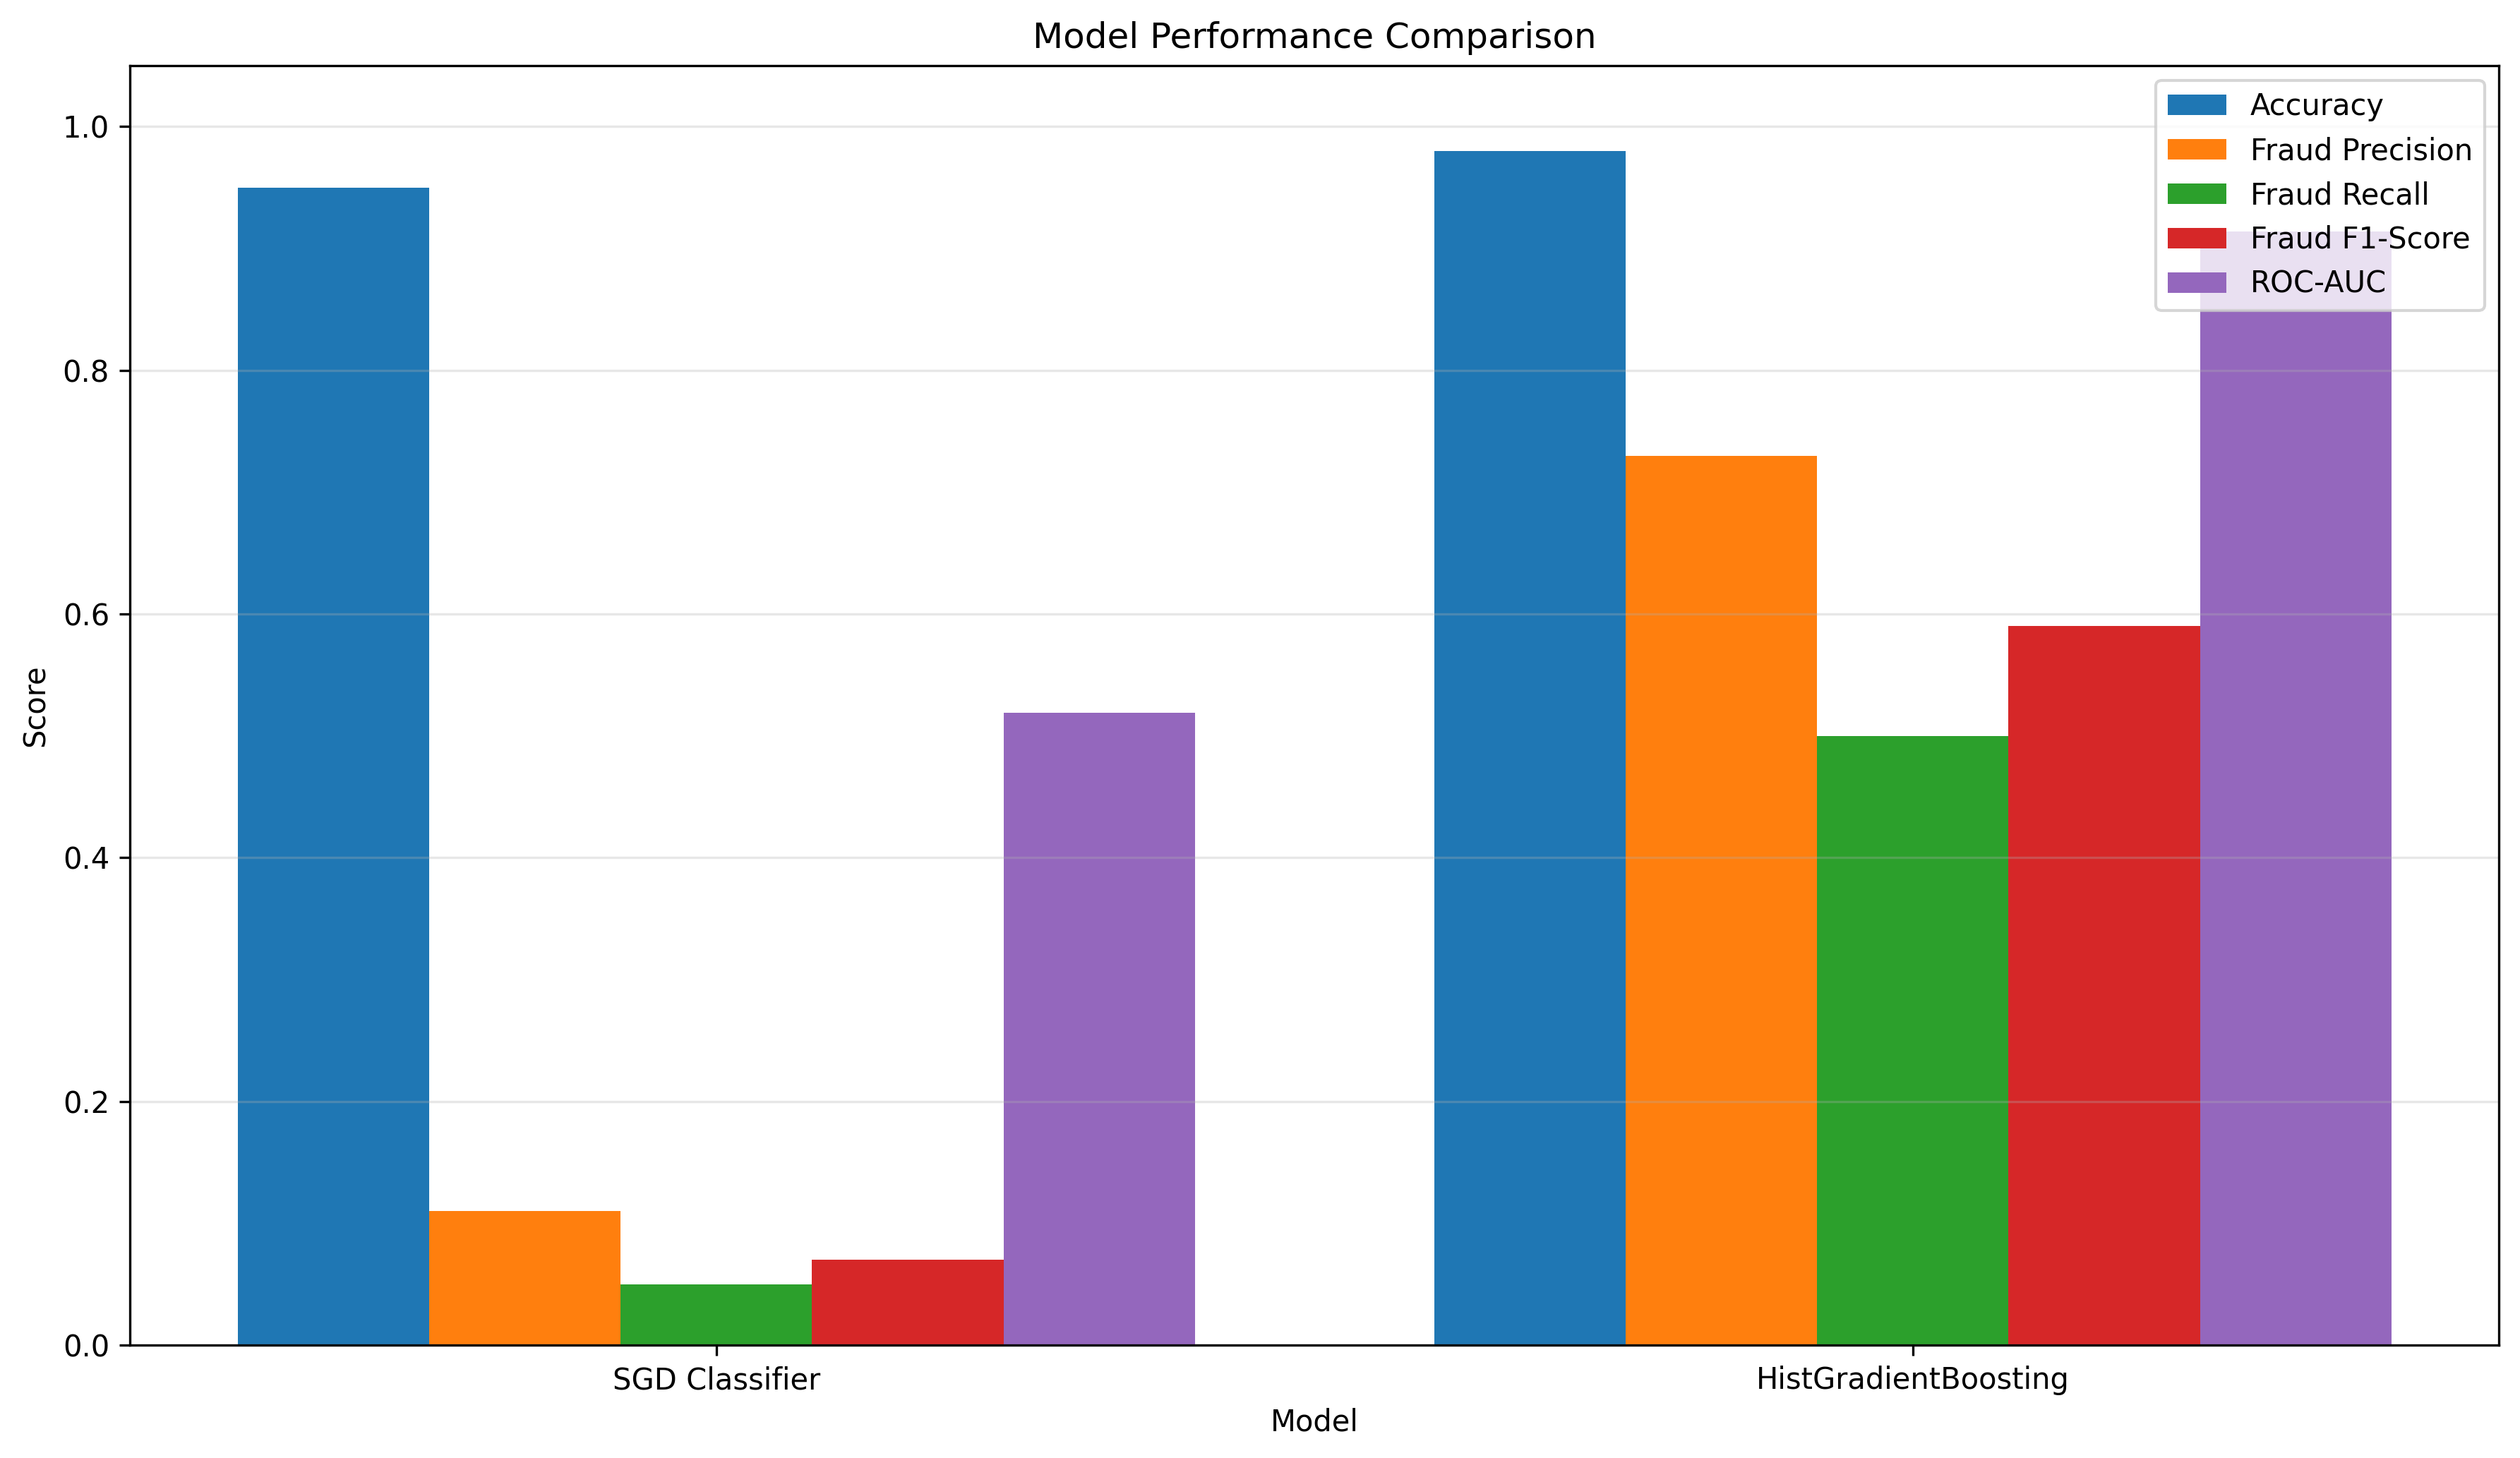 Model Performance Comparison
Accuracy
Fraud Precision
Fraud Recall
Fraud F1-Score
ROC-AUC
1.0
0.8
0.6
0.4
0.2
0.0
Score
SGD Classifier
HistGradientBoosting
Model